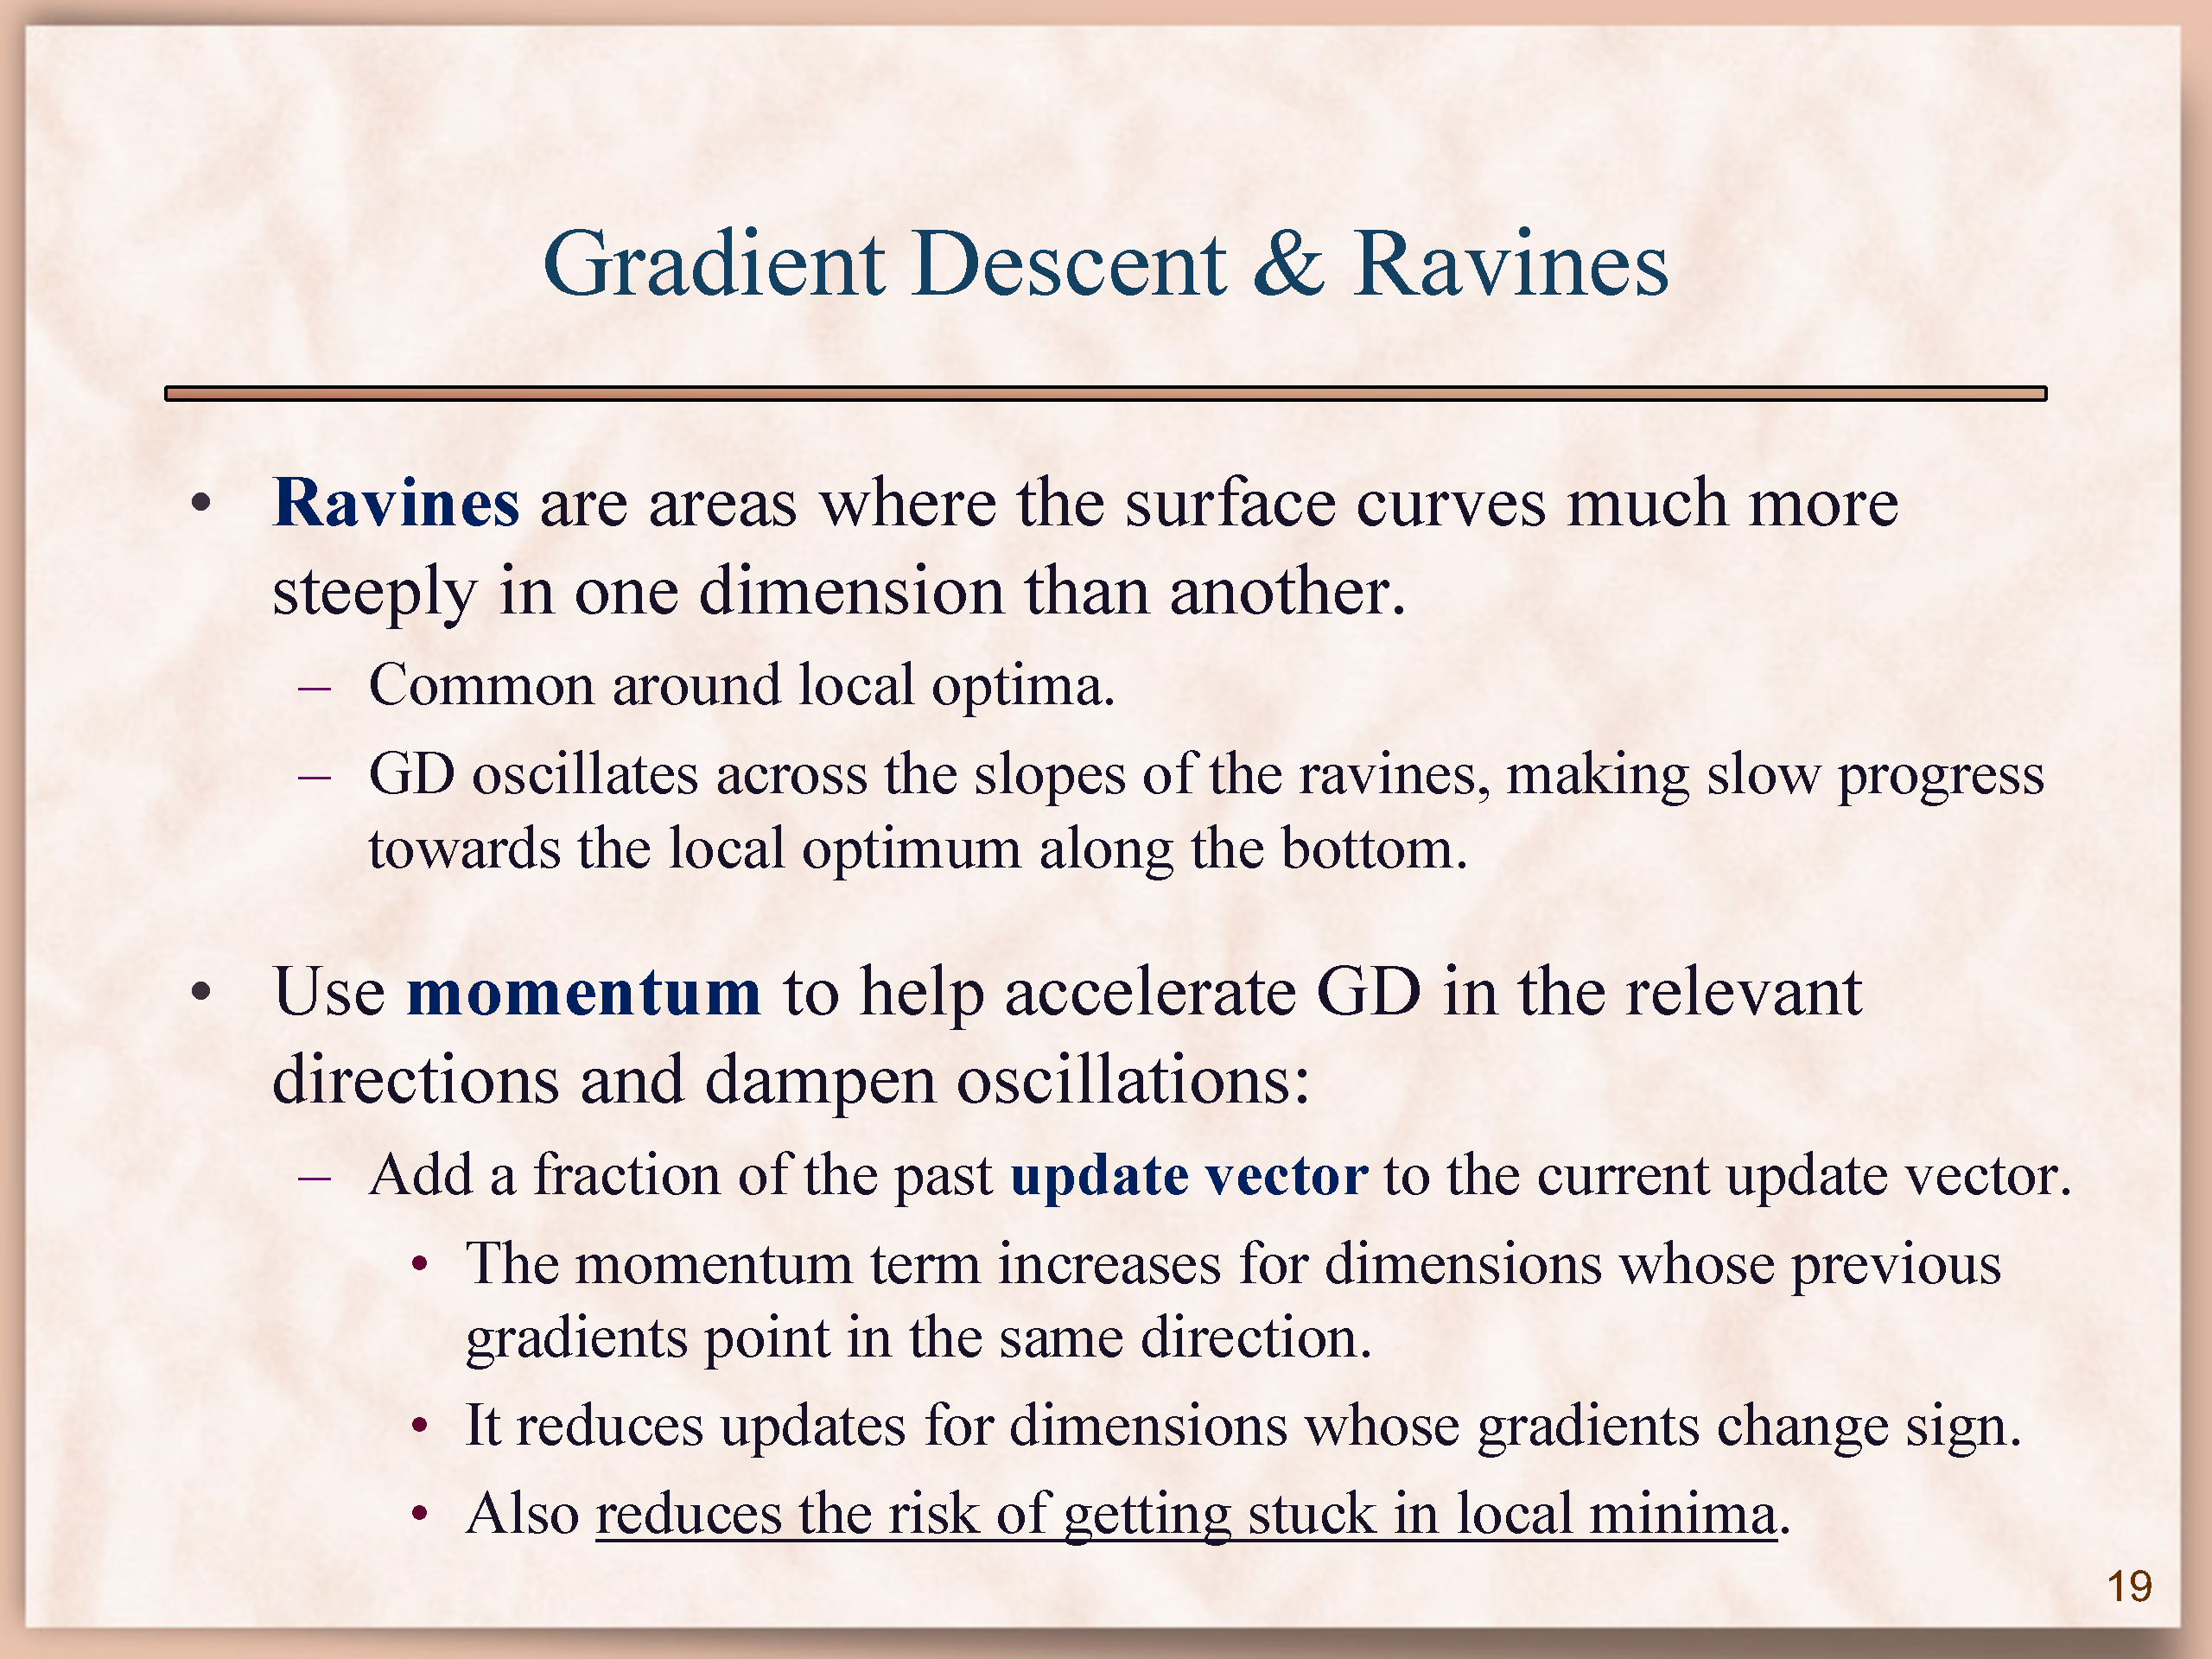 Gradient Descent & Ravines
• Ravines are areas where the surface curves much more
steeply in one dimension than another.
– Common around local optima.
– GD oscillates across the slopes of the ravines, making slow progress
towards the local optimum along the bottom.
• Use momentum to help accelerate GD in the relevant
directions and dampen oscillations:
– Add a fraction of the past update vector to the current update vector.
• The momentum term increases for dimensions whose previous
gradients point in the same direction.
• It reduces updates for dimensions whose gradients change sign.
• Also reduces the risk of getting stuck in local minima.
19